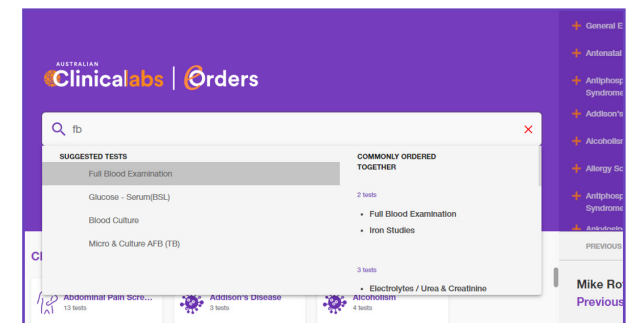 AUSTRALIAN
Clinicalabs | Orders
fb
SUGGESTED TESTS
Full Blood Examination
Glucose - Serum(BSL)
Blood Culture
Micro & Culture AFB (TB)
COMMONLY ORDERED
TOGETHER
2 tests
• Full Blood Examination
• Iron Studies
3 tests
• Electrolytes / Urea & Creatinine
Abdominal Pain Scre...
13 tests
Addison's Disease
3 tests
Alcoholism
4 tests
General E
Antenatal
Antiphosp
Syndrome
Addison's
Alcoholisr
Allergy Sc
Antiphosp
Syndrome
Ankylosin
PREVIOUS
Mike Ro
Previous